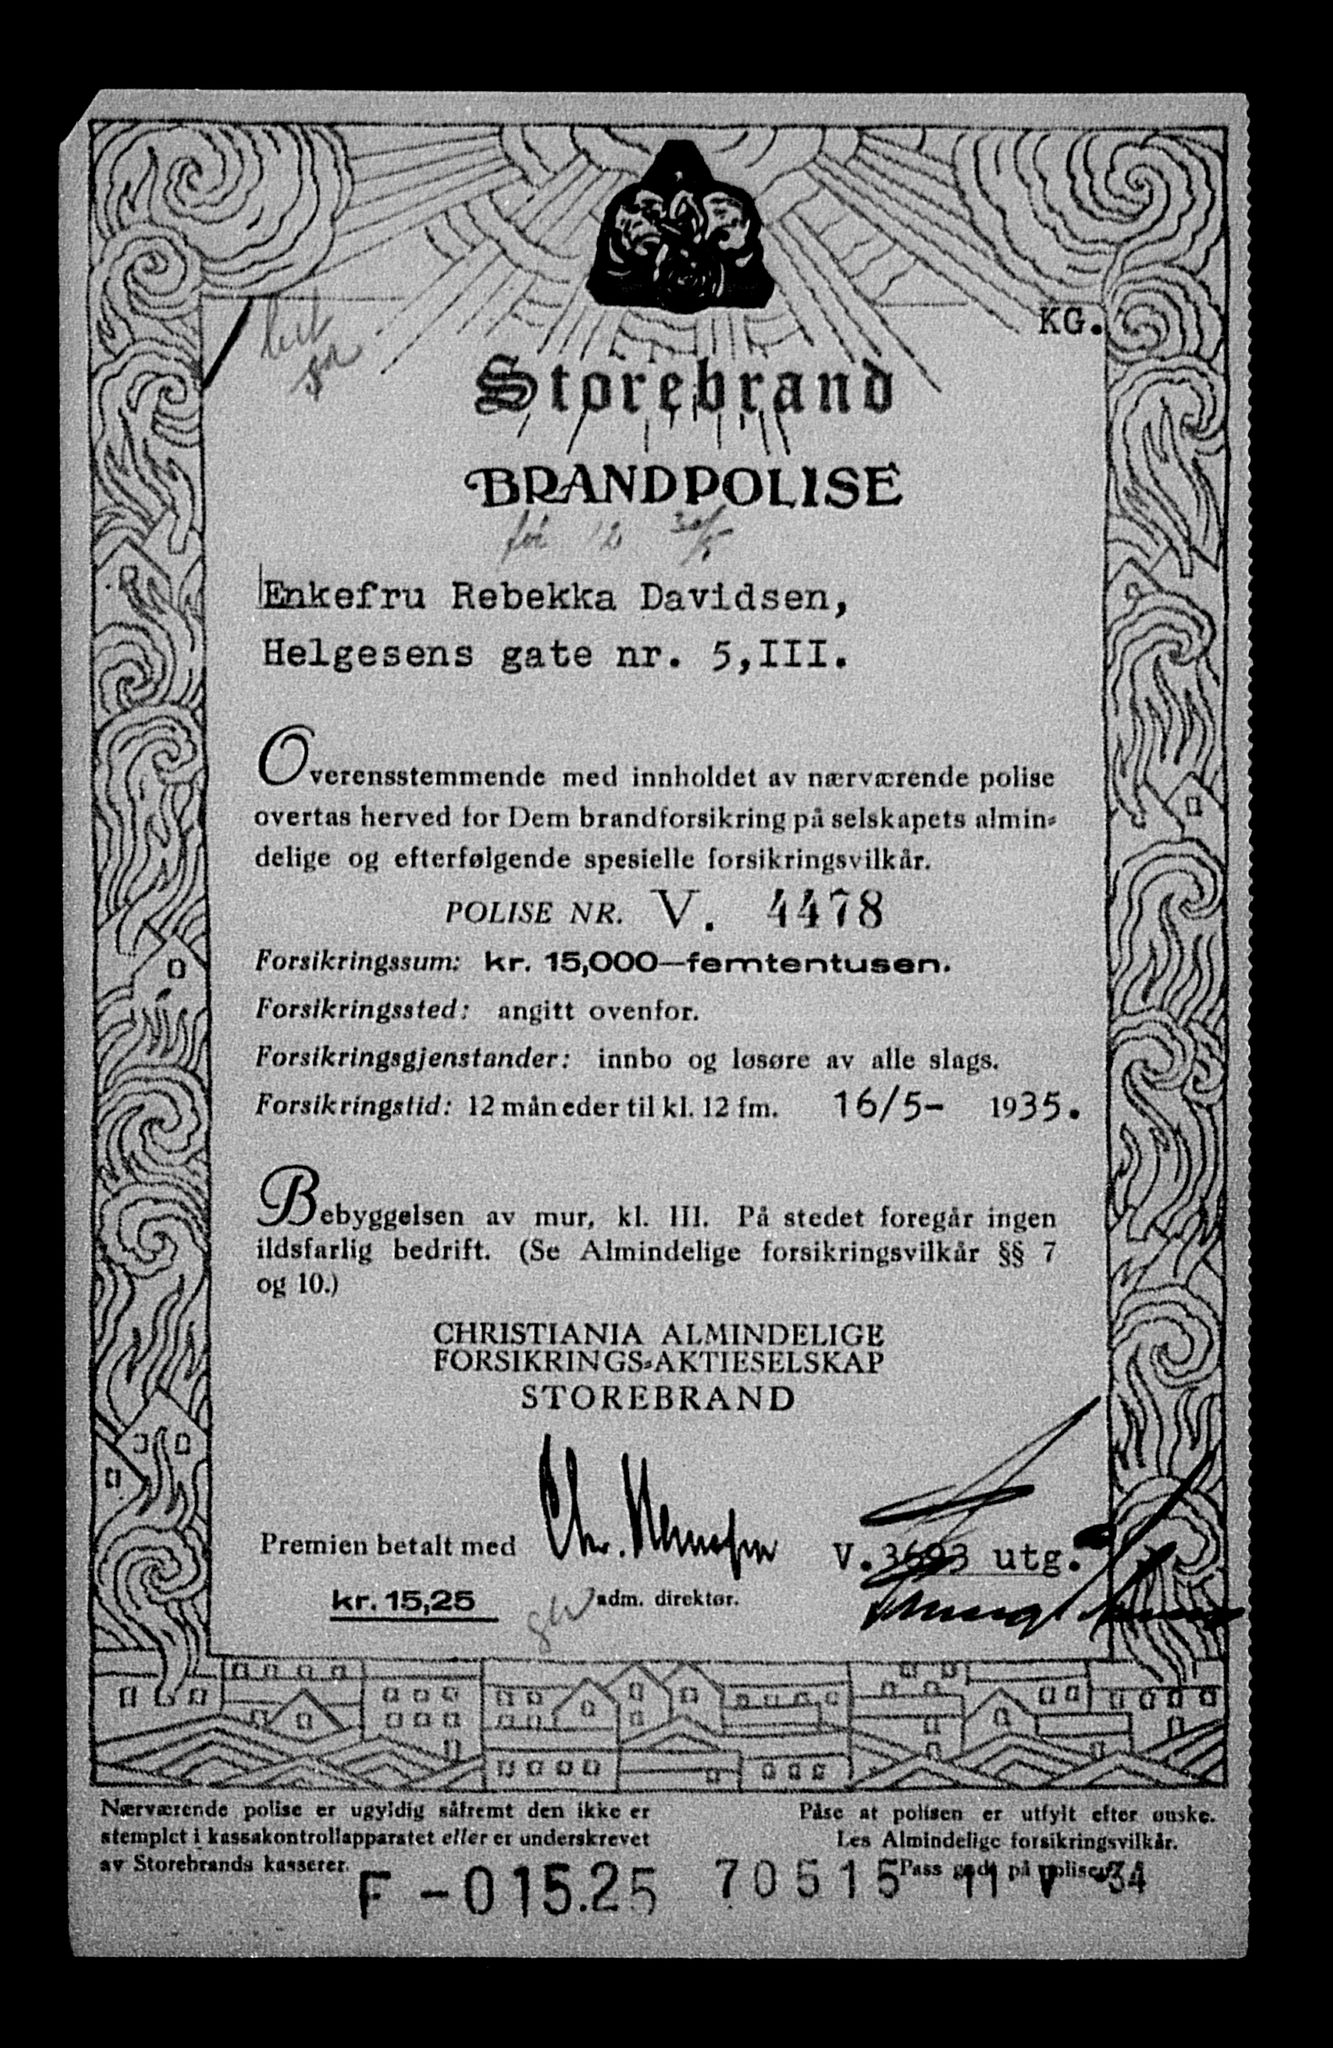 KG.
Storebrand
BRANDPOLISE
Enkefru Rebekka Davidsen,
Helgesens gate nr. 5,III.
Overensstemmende med innholdet av nærværende polise
overtas herved for Dem brandforsikring på selskapets almin-
delige og efterfølgende spesielle forsikringsvilkår.
POLISE NR. V. 4478
Forsikringssum: kr. 15,000—femtentusen.
Forsikringssted: angitt ovenfor.
Forsikringsgjenstander: innbo og løsøre av alle slags.
Forsikringstid: 12 måneder til kl. 12 fm. 16/5- 1935.
Bebyggelsen av mur, kl. III. På stedet foregår ingen
ildsfarlig bedrift. (Se Almindelige forsikringsvilkår §§ 7
og 10.)
CHRISTIANIA ALMINDELIGE
FORSIKRINGS-AKTIESELSKAP
STOREBRAND
Premien betalt med
V. 3693 utg.
kr. 15,25
adm. direktør.
Nærværende polise er ugyldig såfremt den ikke er
stemplet i kassakontrollapparatet eller er underskrevet
av Storebrands kasserer.
Påse at polisen er utfylt efter ønske.
Les Almindelige forsikringsvilkår.
Pass godt på polisen
F -015.25 70515 11 V 34